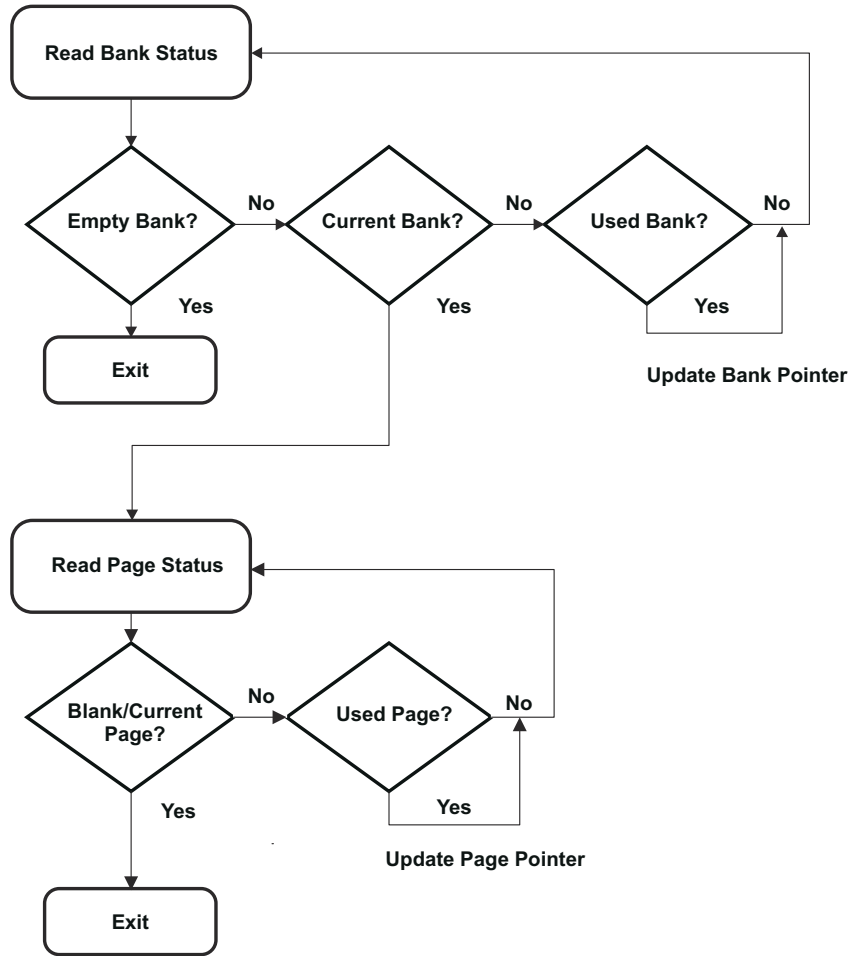 Read Bank Status
Empty Bank?
No
Current Bank?
No
Used Bank?
No
Yes
Yes
Yes
Exit
Update Bank Pointer
Read Page Status
Blank/Current
Page?
No
Used Page?
No
Yes
Yes
Update Page Pointer
Exit